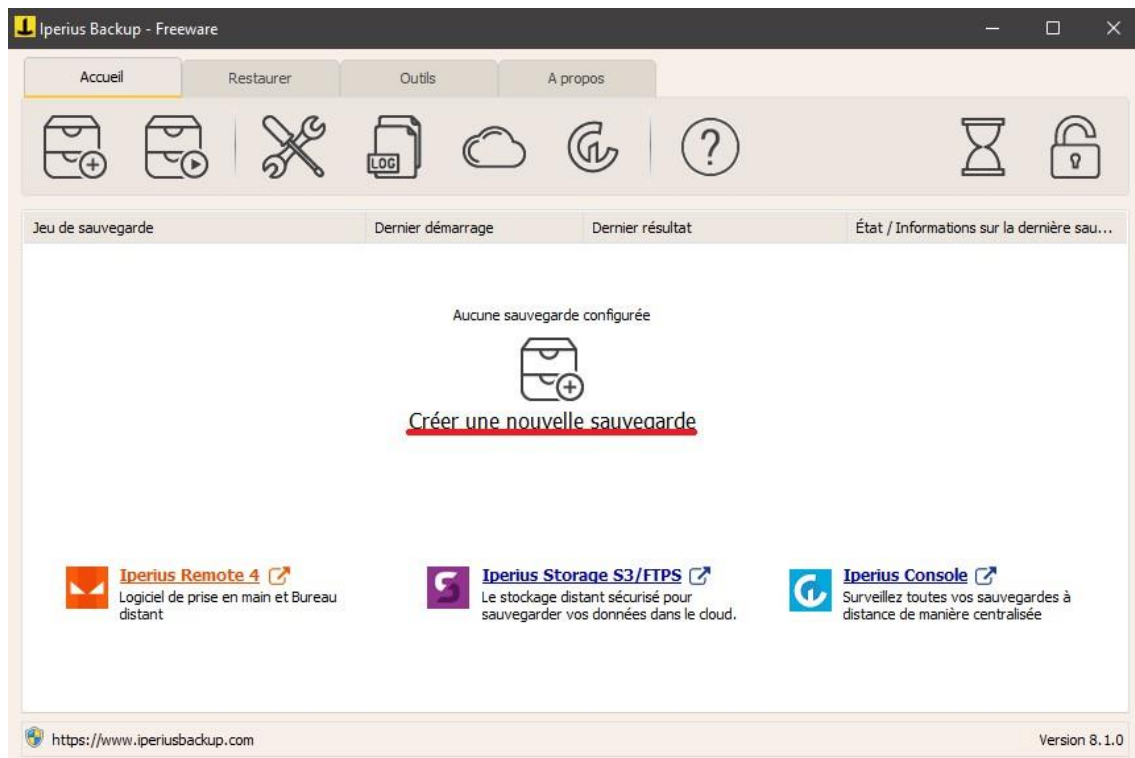 Iperius Backup - Freeware
Accueil
Restaurer
Outils
A propos
LOG
Jeu de sauvegarde
Dernier démarrage
Dernier résultat
État / Informations sur la dernière sau...
Aucune sauvegarde configurée
Créer une nouvelle sauvegarde
Iperius Remote 4
Logiciel de prise en main et Bureau
distant
Iperius Storage S3/FTPS
Le stockage distant sécurisé pour
sauvegarder vos données dans le cloud.
Iperius Console
Surveillez toutes vos sauvegardes à
distance de manière centralisée
https://www.iperiusbackup.com
Version 8.1.0